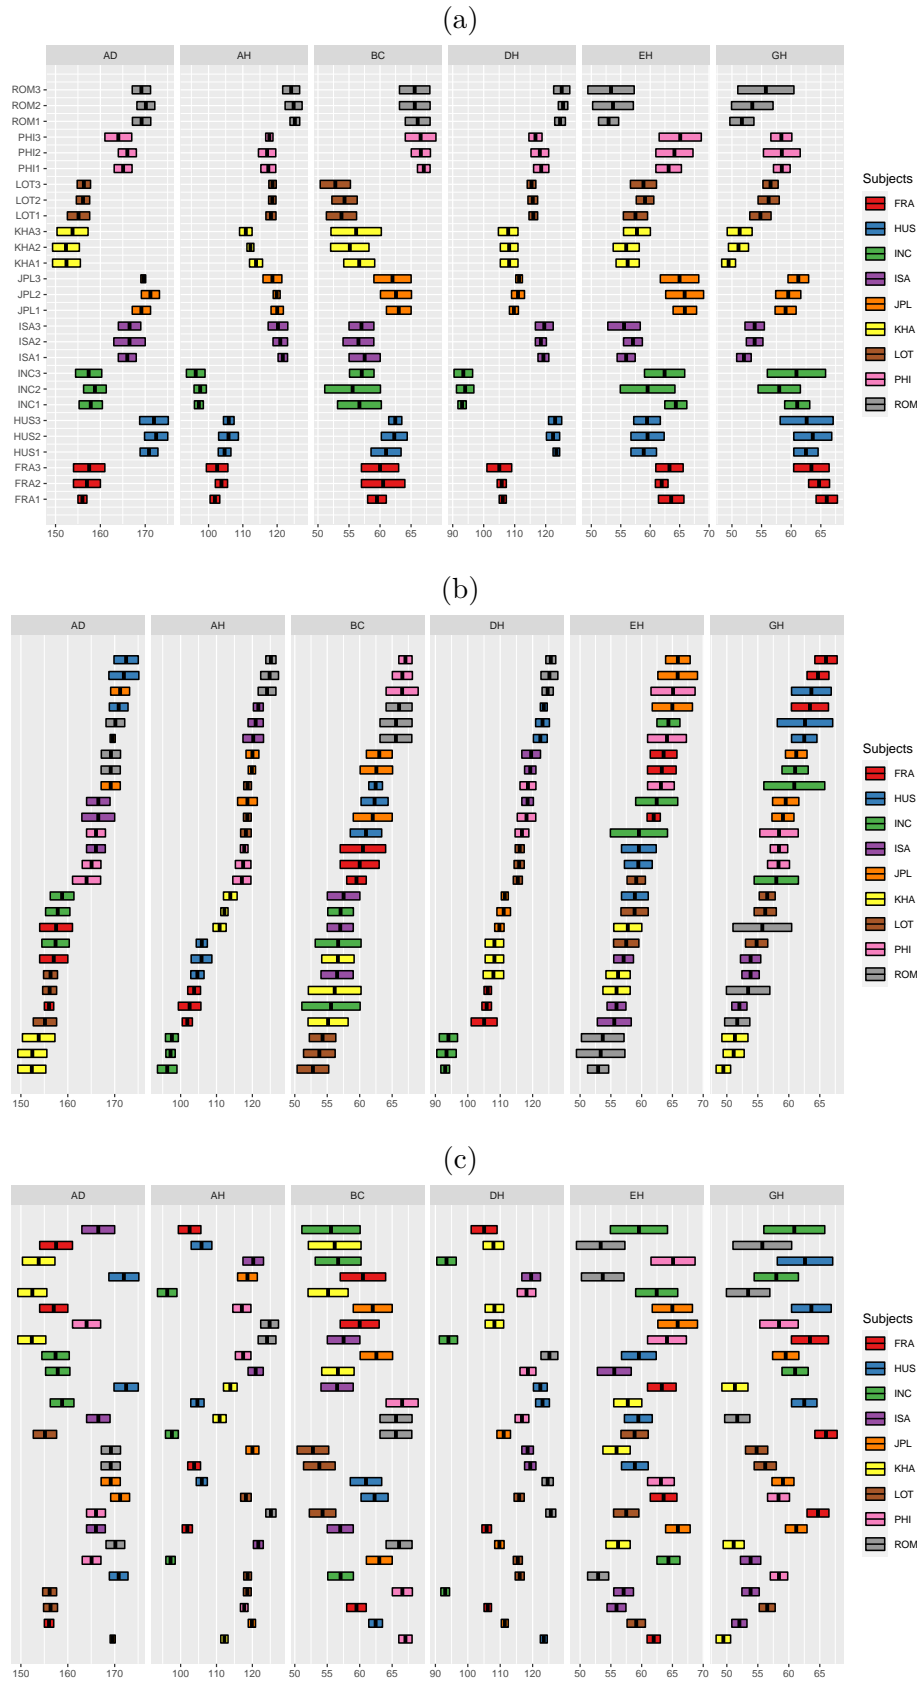 (a)
AD AH BC DH EH GH
ROM3
ROM2
ROM1
PHI3
PHI2
PHI1
LOT3
LOT2
LOT1
KHA3
KHA2
KHA1
JPL3
JPL2
JPL1
ISA3
ISA2
ISA1
INC3
INC2
INC1
HUS3
HUS2
HUS1
FRA3
FRA2
FRA1
150 160 170 100 110 120 50 55 60 65 90 100 110 120 50 55 60 65 70 50 55 60 65
Subjects
FRA
HUS
INC
ISA
JPL
KHA
LOT
PHI
ROM
(b)
AD AH BC DH EH GH
150 160 170 100 110 120 50 55 60 65 90 100 110 120 50 55 60 65 70 50 55 60 65
Subjects
FRA
HUS
INC
ISA
JPL
KHA
LOT
PHI
ROM
(c)
AD AH BC DH EH GH
150 160 170 100 110 120 50 55 60 65 90 100 110 120 50 55 60 65 70 50 55 60 65
Subjects
FRA
HUS
INC
ISA
JPL
KHA
LOT
PHI
ROM